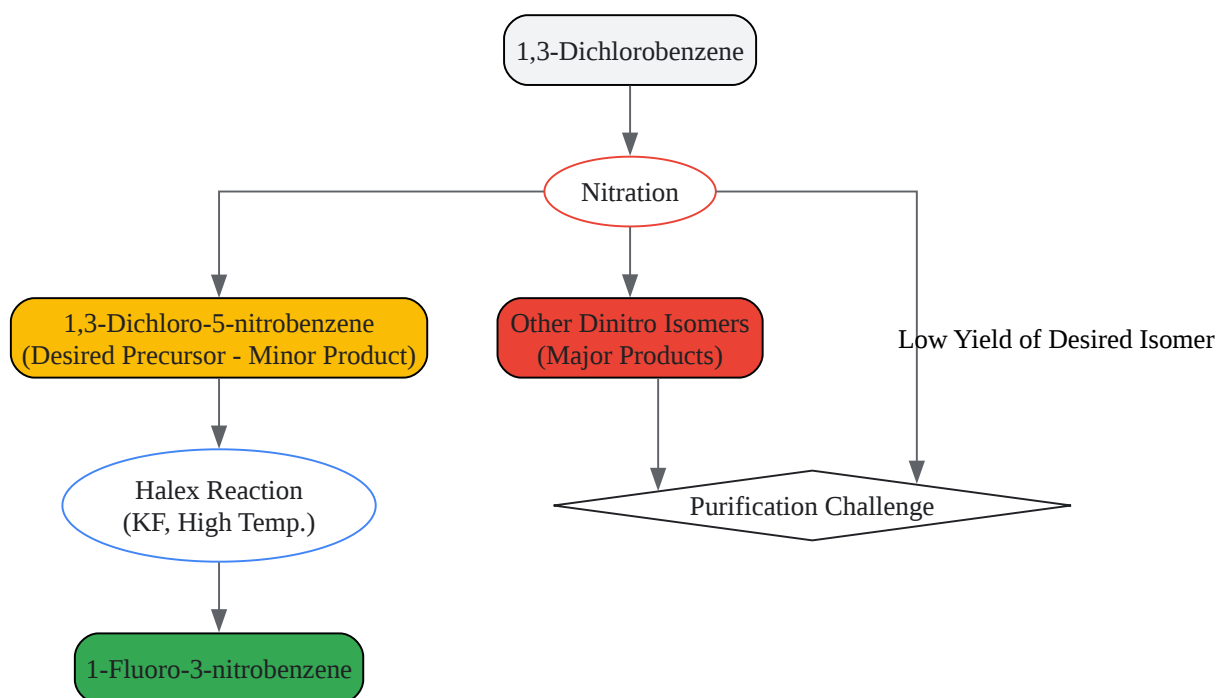 1,3-Dichlorobenzene
Nitration
1,3-Dichloro-5-nitrobenzene
(Desired Precursor - Minor Product)
Other Dinitro Isomers
(Major Products)
Low Yield of Desired Isomer
Halex Reaction
(KF, High Temp.)
Purification Challenge
1-Fluoro-3-nitrobenzene